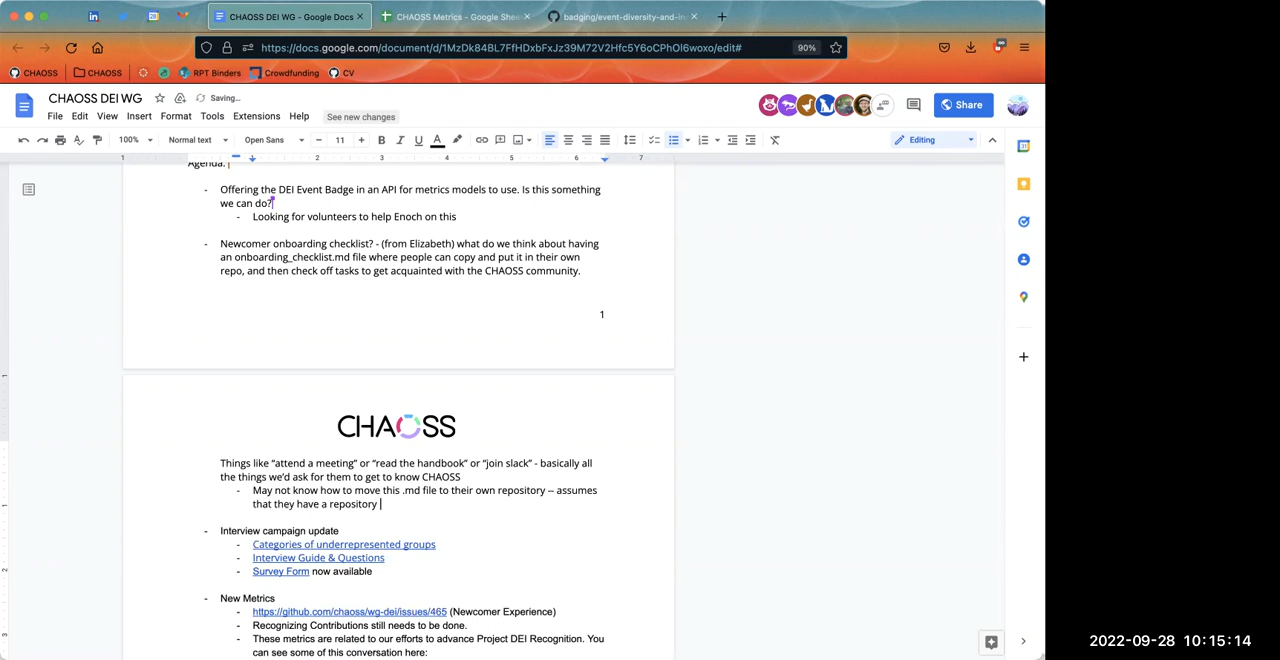 CHAOSS DEI WG - Google Docs
CHAOSS Metrics - Google Shee
badging/event-diversity-and-in
https://docs.google.com/document/d/1MzDk84BL7FfHDxbFxJz39M72V2Hfc5Y6oCPhOl6woxo/edit#
90%
CHAOSS
CHAOSS
RPT Binders
Crowdfunding
CV
CHAOSS DEI WG
Saving...
File Edit View Insert Format Tools Extensions Help
See new changes
Share
100%
Normal text
Open Sans
11
Editing
1 1 2 3 4 5 6 7
Agenda:
- Offering the DEI Event Badge in an API for metrics models to use. Is this something
we can do?
- Looking for volunteers to help Enoch on this
- Newcomer onboarding checklist? - (from Elizabeth) what do we think about having
an onboarding_checklist.md file where people can copy and put it in their own
repo, and then check off tasks to get acquainted with the CHAOSS community.
1
CHAOSS
Things like “attend a meeting” or “read the handbook” or “join slack” - basically all
the things we’d ask for them to get to know CHAOSS
- May not know how to move this .md file to their own repository -- assumes
that they have a repository
- Interview campaign update
- Categories of underrepresented groups
- Interview Guide & Questions
- Survey Form now available
- New Metrics
- https://github.com/chaoss/wg-dei/issues/465 (Newcomer Experience)
- Recognizing Contributions still needs to be done.
- These metrics are related to our efforts to advance Project DEI Recognition. You
can see some of this conversation here:
2022-09-28 10:15:14